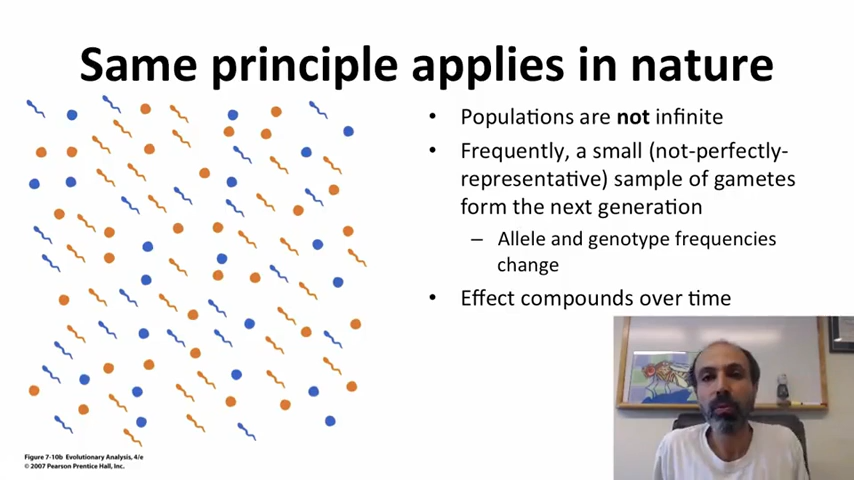 Same principle applies in nature
• Populations are not infinite
• Frequently, a small (not-perfectly-
representative) sample of gametes
form the next generation
– Allele and genotype frequencies
change
• Effect compounds over time
Figure 7-10b Evolutionary Analysis, 4/e
© 2007 Pearson Prentice Hall, Inc.